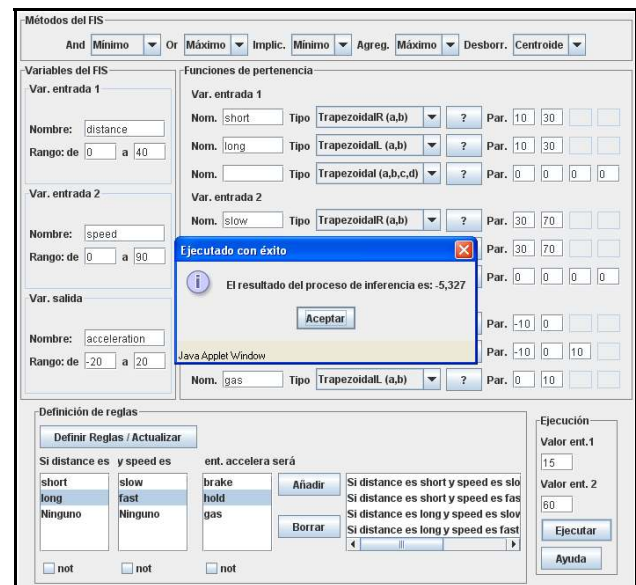 Métodos del FIS
And Mínimo Or Máximo Implic. Mínimo Agreg. Máximo Desborr. Centroide
Variables del FIS
Var. entrada 1
Nombre: distance
Rango: de 0 a 40
Var. entrada 2
Nombre: speed
Rango: de 0 a 90
Var. salida
Nombre: acceleration
Rango: de -20 a 20
Funciones de pertenencia
Var. entrada 1
Nom. short Tipo TrapezoidalR (a,b) ? Par. 10 30
Nom. long Tipo TrapezoidalL (a,b) ? Par. 10 30
Nom. Tipo Trapezoidal (a,b,c,d) ? Par. 0 0 0 0
Var. entrada 2
Nom. slow Tipo TrapezoidalR (a,b) ? Par. 30 70
Par. 30 70
Par. 0 0 0 0
Par. -10 0
Par. -10 0 10
Nom. gas Tipo TrapezoidalL (a,b) ? Par. 0 10
Ejecutado con éxito
El resultado del proceso de inferencia es: -5,327
Aceptar
Java Applet Window
Definición de reglas
Definir Reglas / Actualizar
Si distance es y speed es ent. accelera será
short slow brake
long fast hold
Ninguno Ninguno gas
not not not
Añadir
Borrar
Si distance es short y speed es slo
Si distance es short y speed es fas
Si distance es long y speed es slov
Si distance es long y speed es fast
Ejecución
Valor ent.1
15
Valor ent. 2
60
Ejecutar
Ayuda